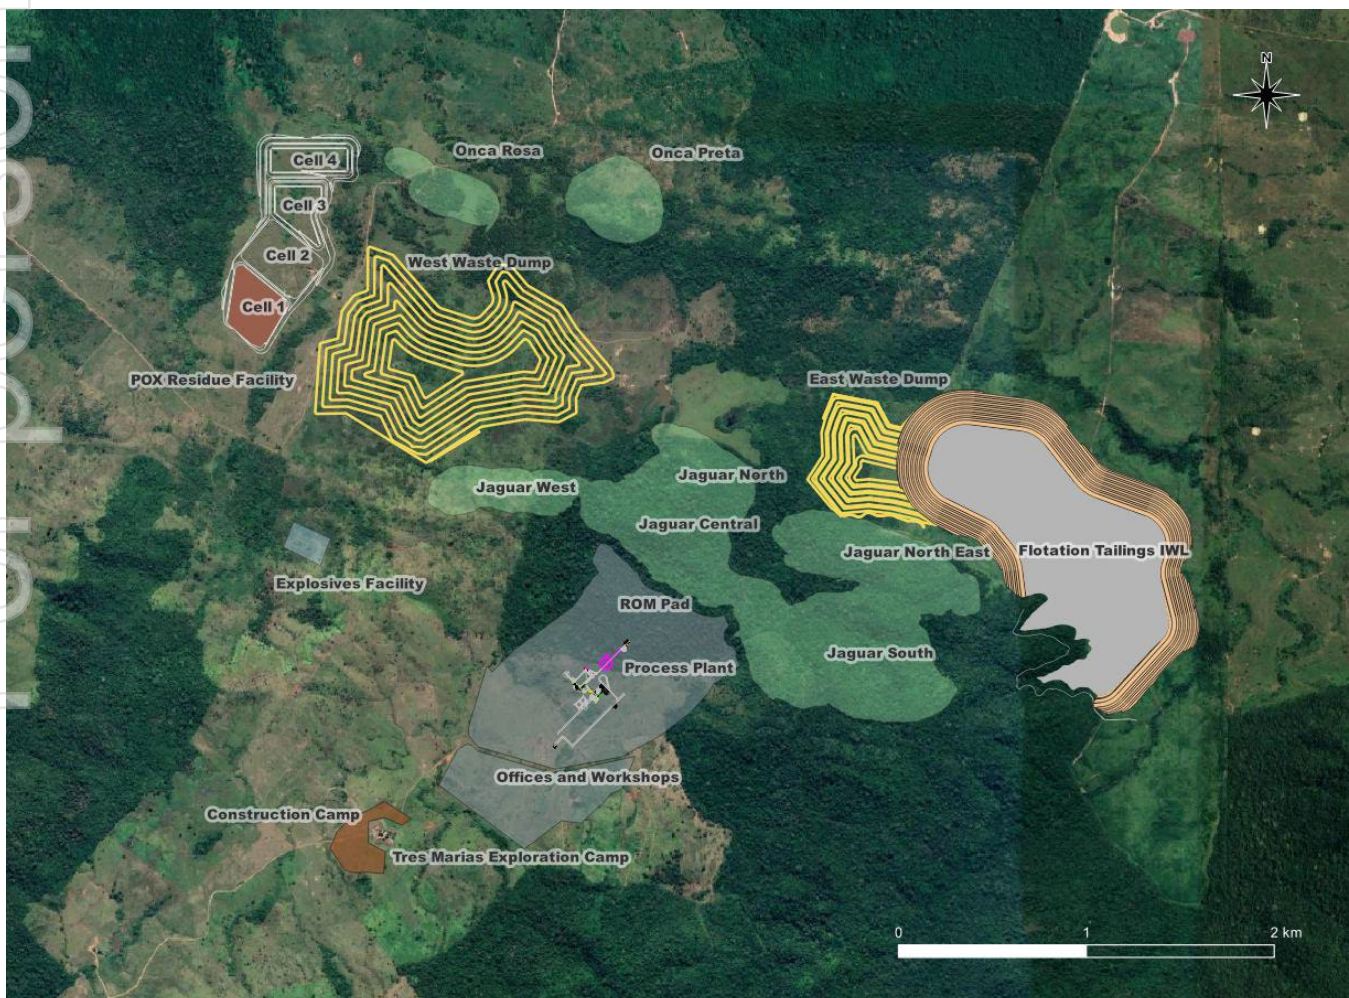 N
Cell 4
Onca Rosa
Onca Preta
Cell 3
Cell 2
West Waste Dump
Cell 1
POX Residue Facility
East Waste Dump
Jaguar North
Jaguar West
Jaguar Central
Jaguar North East
Flotation Tailings IWL
Explosives Facility
ROM Pad
Jaguar South
Process Plant
Offices and Workshops
Construction Camp
Tres Marias Exploration Camp
0 1 2 km